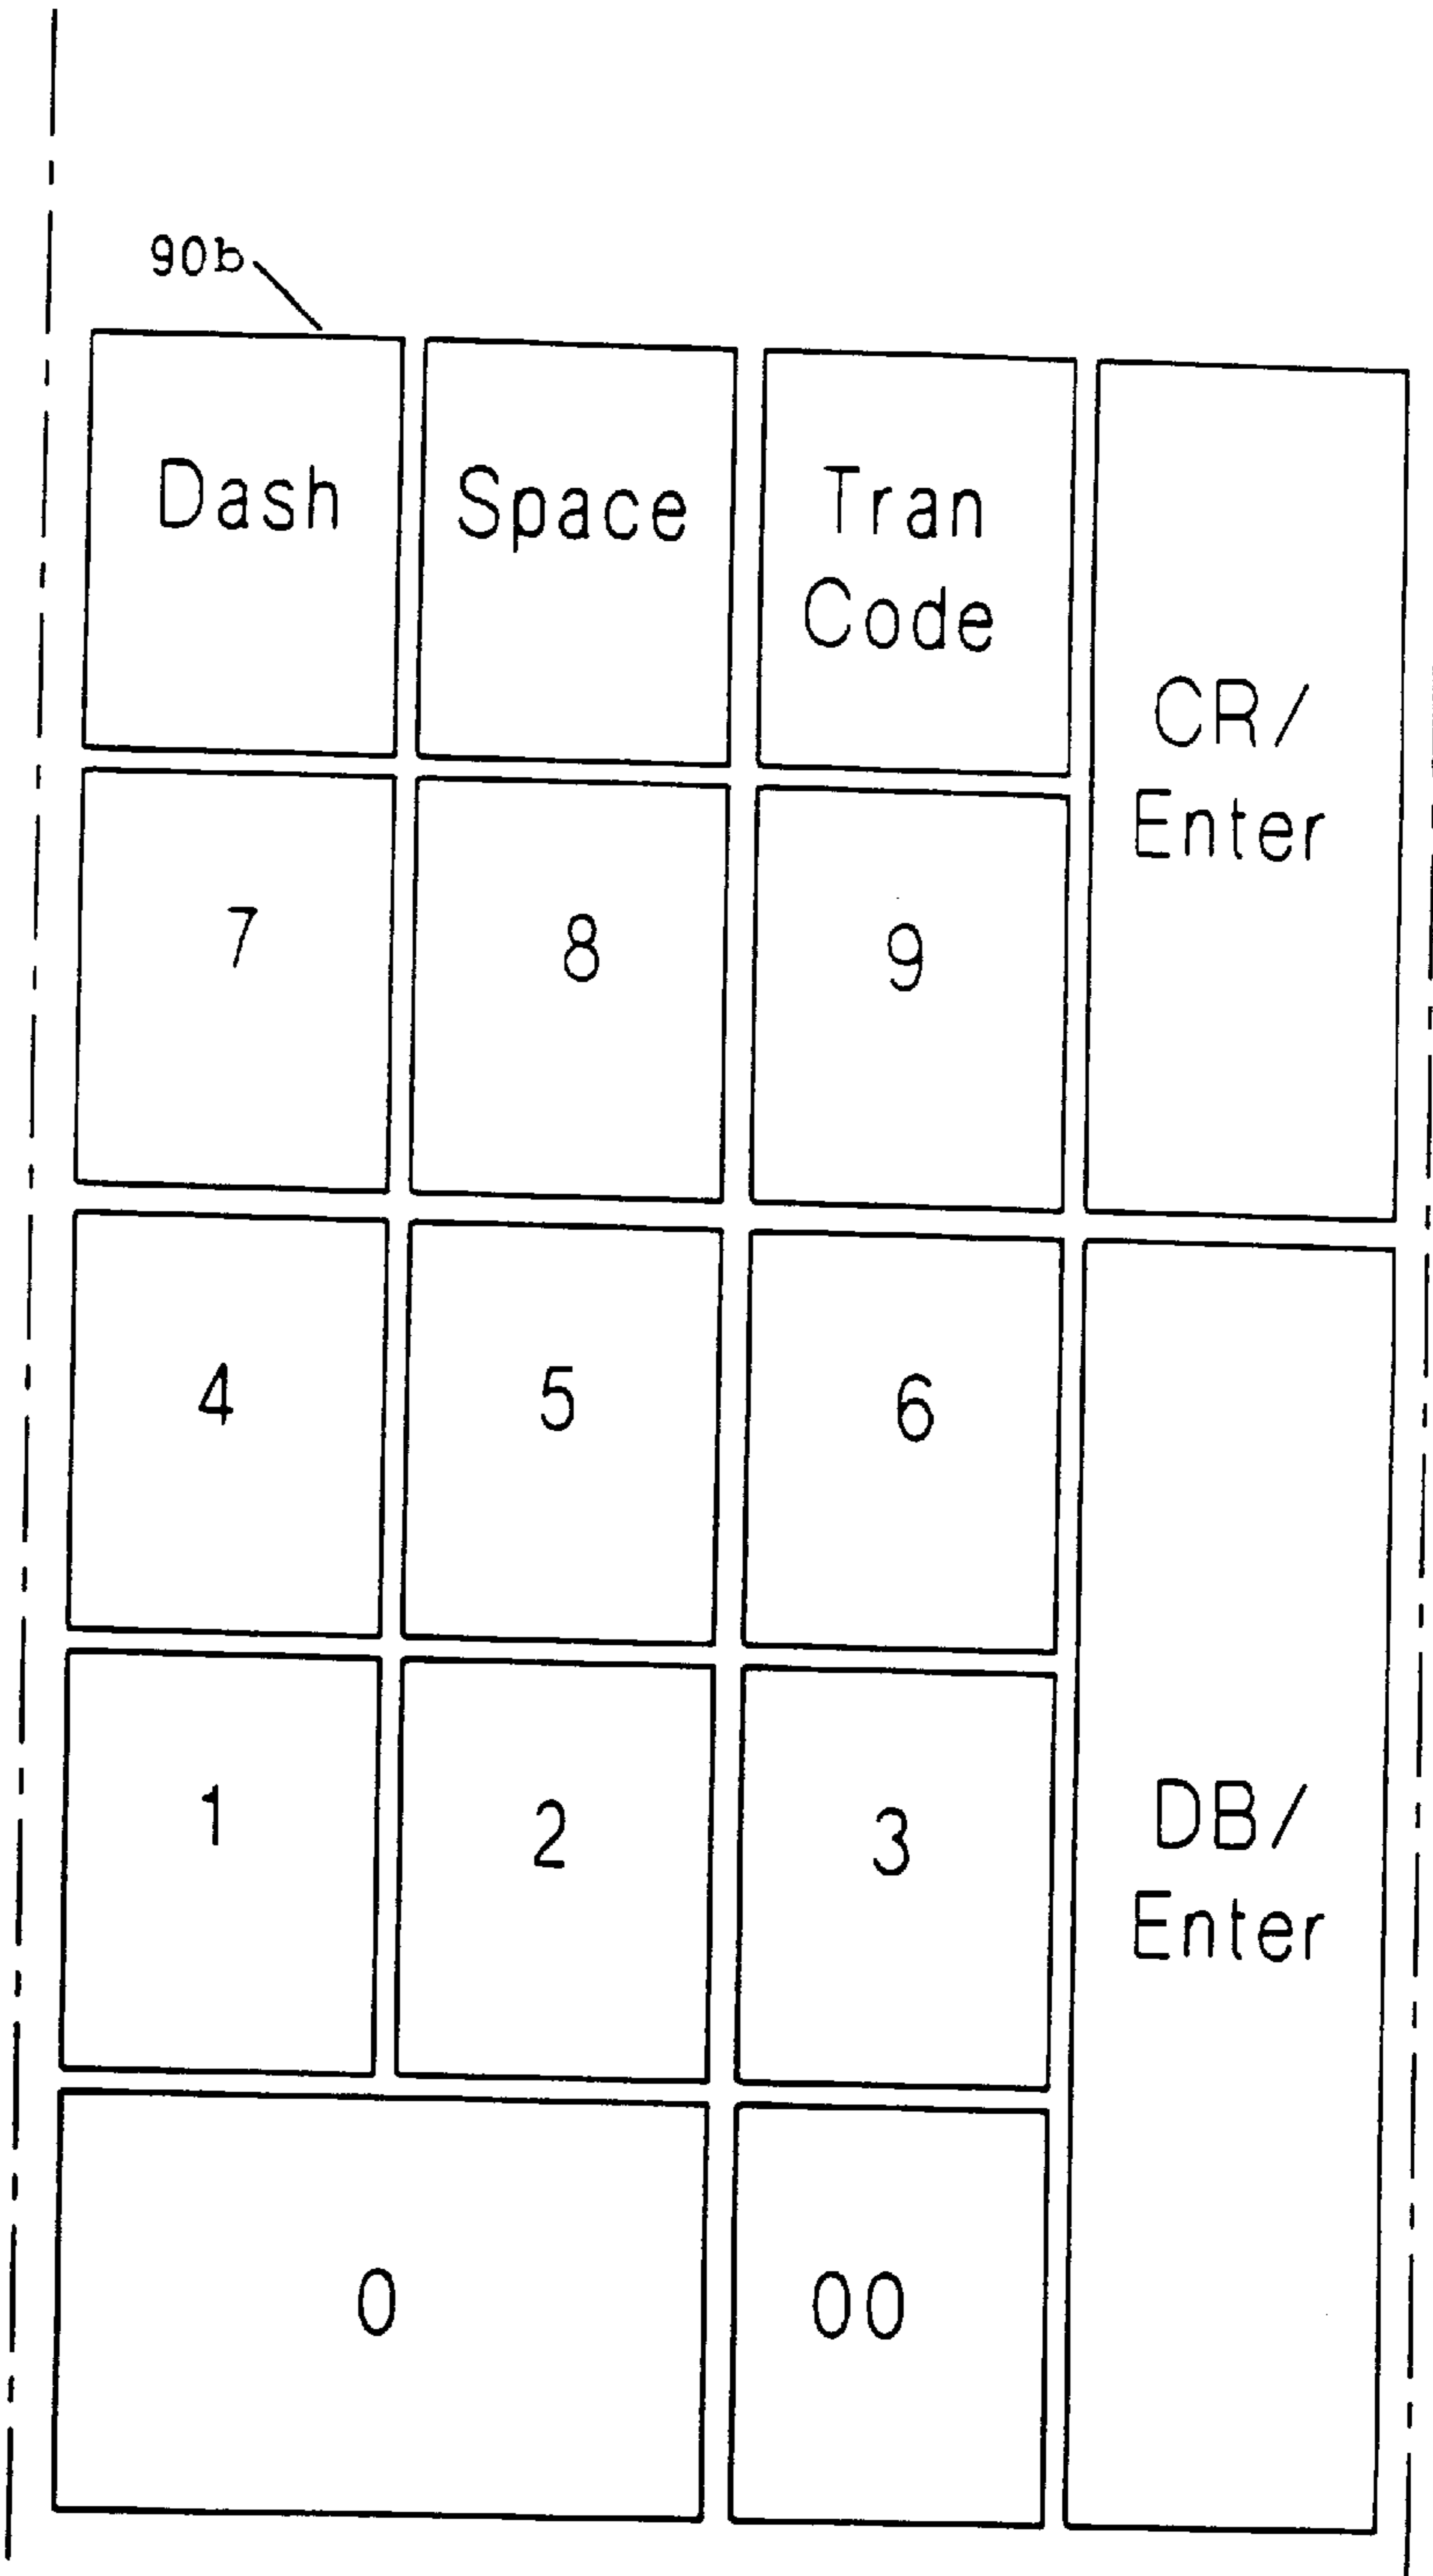 90b
Dash
Space
Tran
Code
CR/
Enter
7
8
9
4
5
6
DB/
Enter
1
2
3
0
00